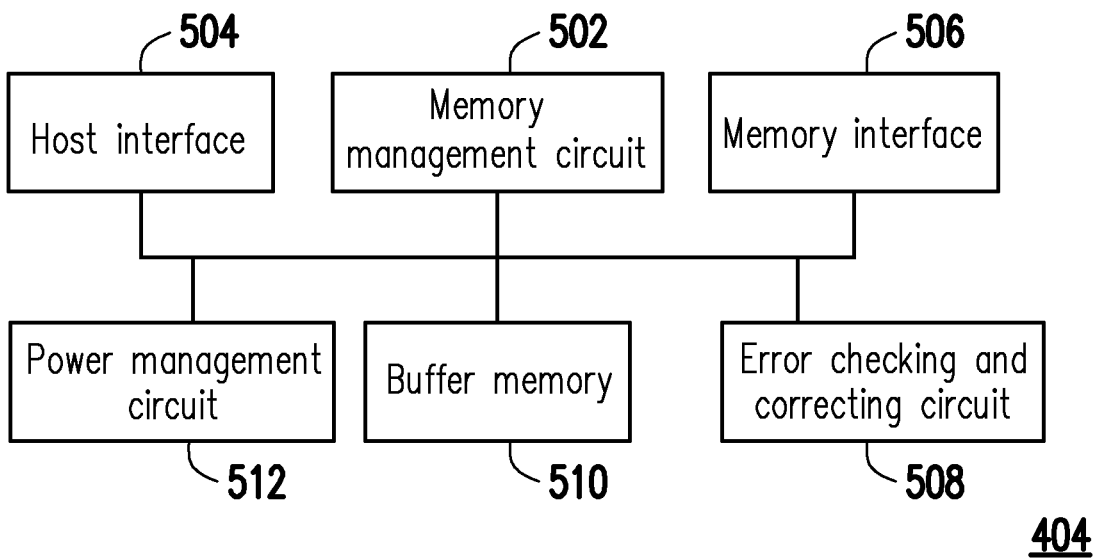 504
502
506
Host interface
Memory
management circuit
Memory interface
Power management
circuit
Buffer memory
Error checking and
correcting circuit
512
510
508
404